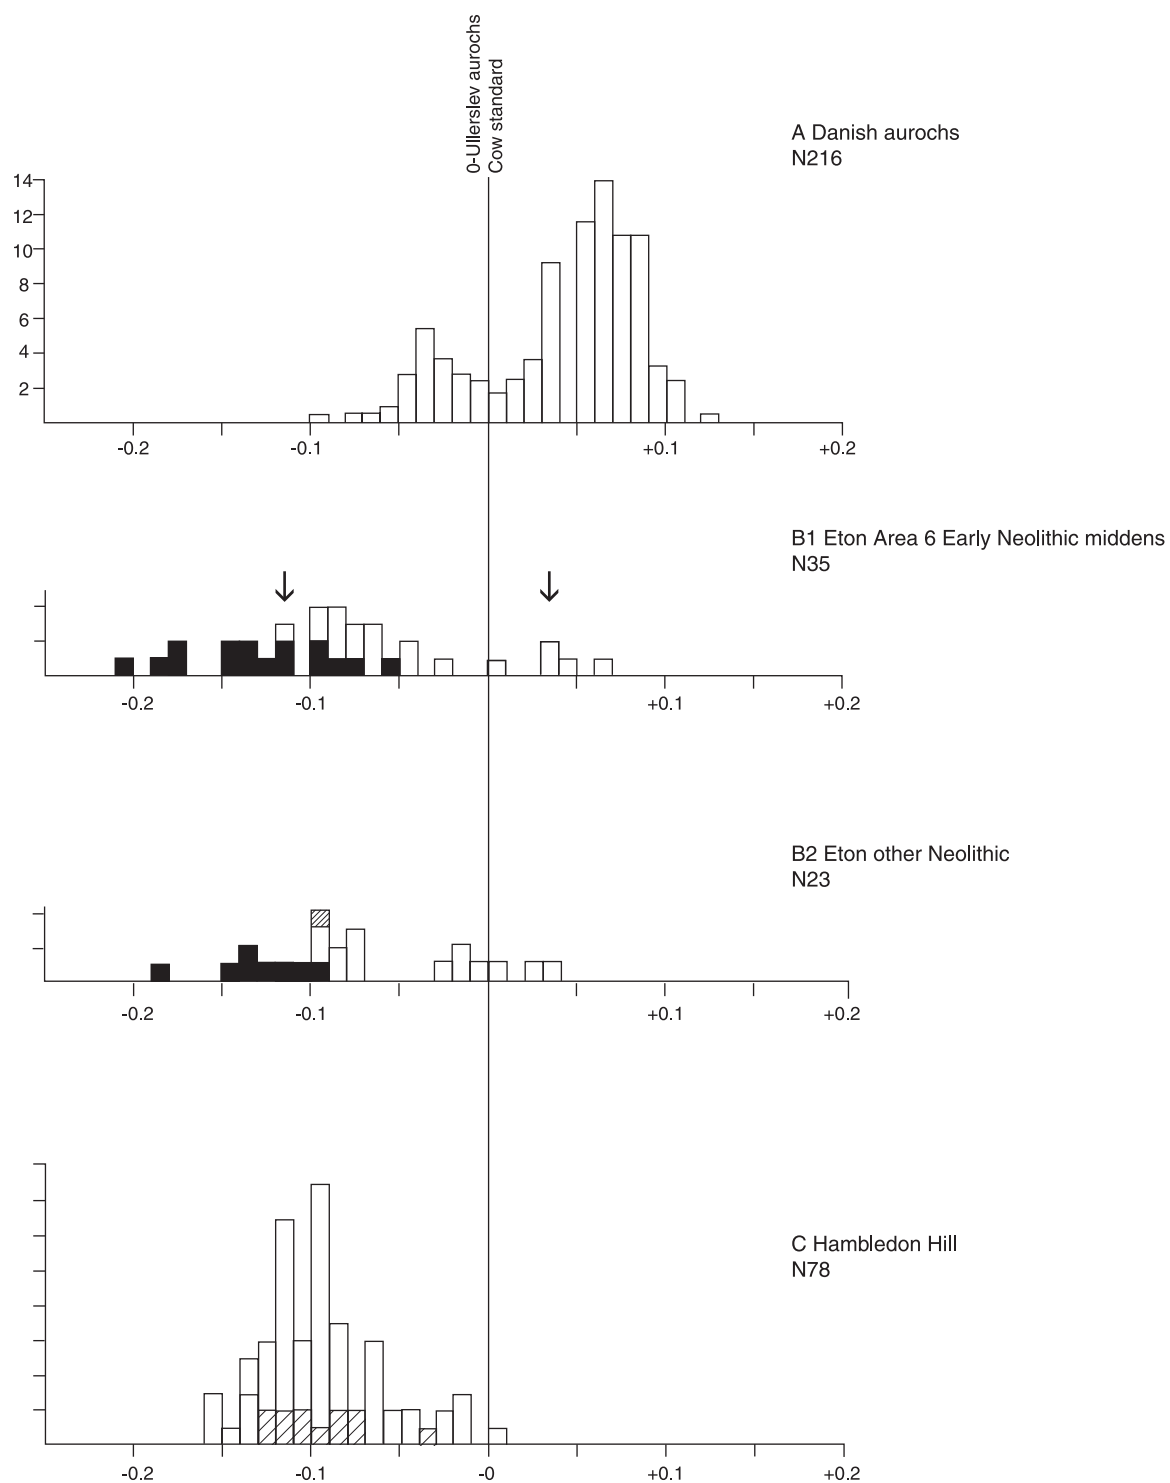 0-Ullerslev aurochs
Cow standard
A Danish aurochs
N216
14
12
10
8
6
4
2
-0.2
-0.1
+0.1
+0.2
B1 Eton Area 6 Early Neolithic middens
N35
-0.2
-0.1
+0.1
+0.2
B2 Eton other Neolithic
N23
-0.2
-0.1
+0.1
+0.2
C Hambledon Hill
N78
-0.2
-0.1
-0
+0.1
+0.2